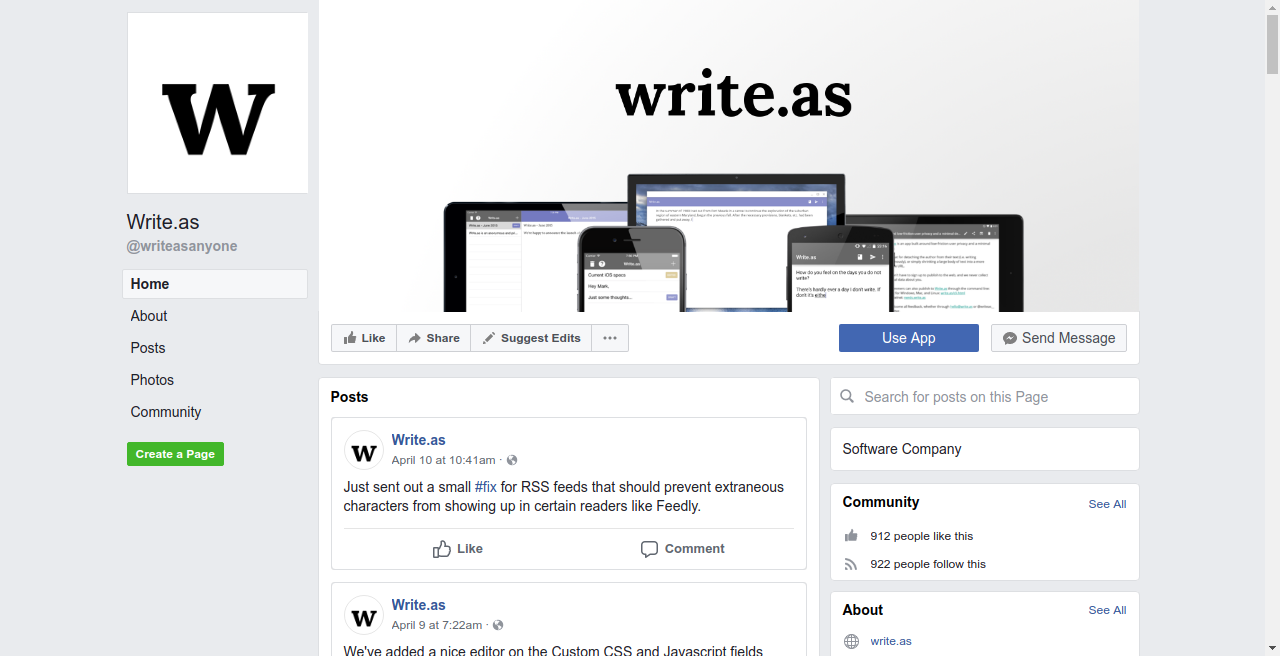 w
write.as
Write.as
@writeasanyone
Home
About
Posts
Photos
Community
Create a Page
Write.as
Current iOS specs
Hey Mark,
Just some thoughts...
Write.as
How do you feel on the days you do not
write?
There's hardly ever a day I don't write. If
don't it's eithe
Like
Share
Suggest Edits
Use App
Send Message
Posts
w
Write.as
April 10 at 10:41am ·
Just sent out a small #fix for RSS feeds that should prevent extraneous
characters from showing up in certain readers like Feedly.
Like
Comment
w
Write.as
April 9 at 7:22am ·
We've added a nice editor on the Custom CSS and Javascript fields
Search for posts on this Page
Software Company
Community
See All
912 people like this
922 people follow this
About
See All
write.as